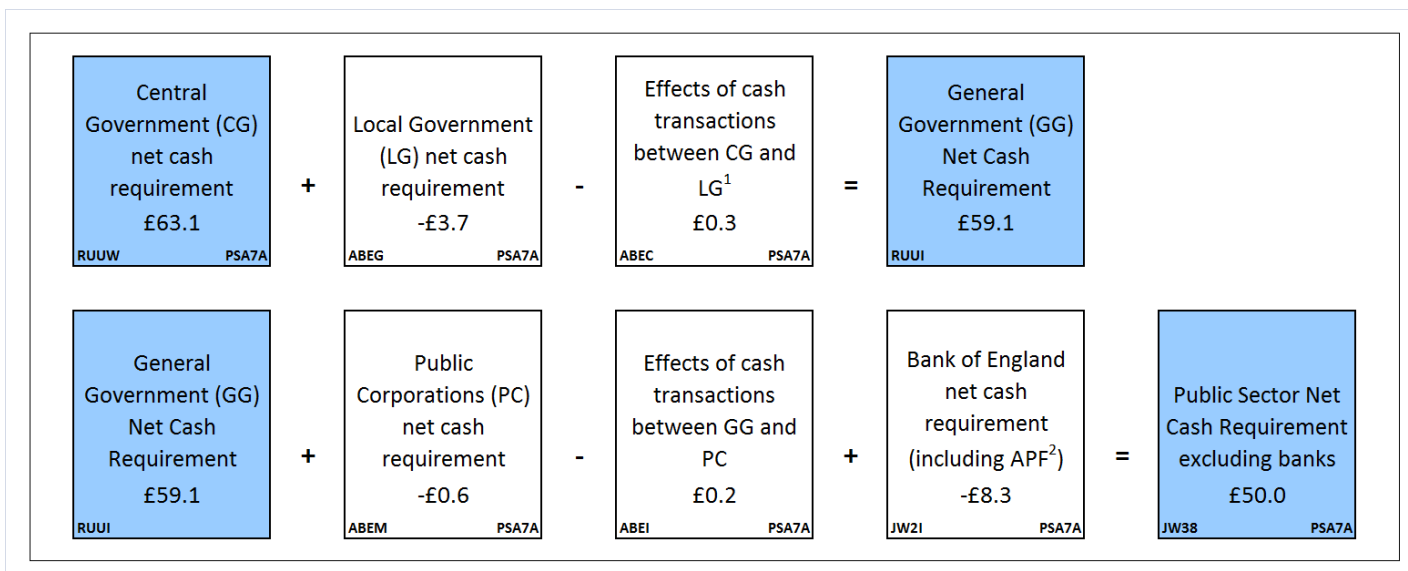 Central
Government (CG)
net cash
requirement
£63.1
RUUW PSA7A
+
Local Government
(LG) net cash
requirement
-£3.7
ABEG PSA7A
-
Effects of cash
transactions
between CG and
LG¹
£0.3
ABEC PSA7A
=
General
Government (GG)
Net Cash
Requirement
£59.1
RUUI
General
Government (GG)
Net Cash
Requirement
£59.1
RUUI
+
Public
Corporations (PC)
net cash
requirement
-£0.6
ABEM PSA7A
-
Effects of cash
transactions
between GG and
PC
£0.2
ABEI PSA7A
+
Bank of England
net cash
requirement
(including APF²)
-£8.3
JW2I PSA7A
=
Public Sector Net
Cash Requirement
excluding banks
£50.0
JW38 PSA7A